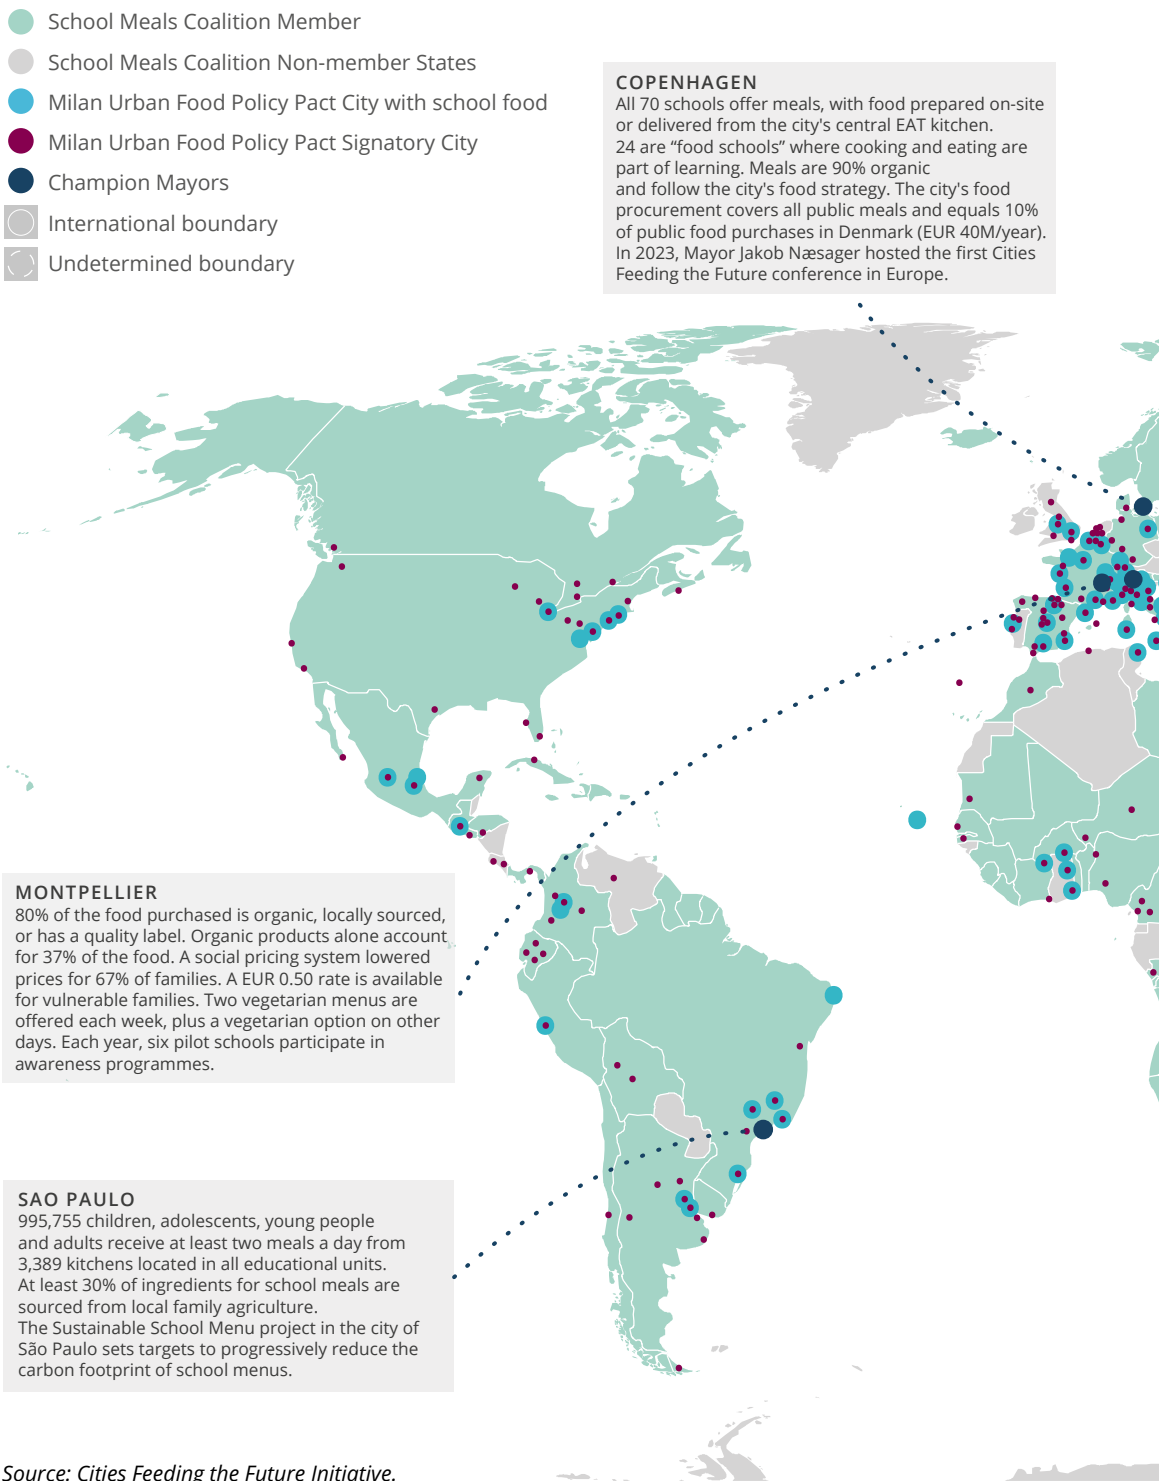 School Meals Coalition Member
School Meals Coalition Non-member States
Milan Urban Food Policy Pact City with school food
Milan Urban Food Policy Pact Signatory City
Champion Mayors
International boundary
Undetermined boundary
COPENHAGEN
All 70 schools offer meals, with food prepared on-site
or delivered from the city's central EAT kitchen.
24 are “food schools” where cooking and eating are
part of learning. Meals are 90% organic
and follow the city's food strategy. The city's food
procurement covers all public meals and equals 10%
of public food purchases in Denmark (EUR 40M/year).
In 2023, Mayor Jakob Næsager hosted the first Cities
Feeding the Future conference in Europe.
MONTPELLIER
80% of the food purchased is organic, locally sourced,
or has a quality label. Organic products alone account
for 37% of the food. A social pricing system lowered
prices for 67% of families. A EUR 0.50 rate is available
for vulnerable families. Two vegetarian menus are
offered each week, plus a vegetarian option on other
days. Each year, six pilot schools participate in
awareness programmes.
SAO PAULO
995,755 children, adolescents, young people
and adults receive at least two meals a day from
3,389 kitchens located in all educational units.
At least 30% of ingredients for school meals are
sourced from local family agriculture.
The Sustainable School Menu project in the city of
São Paulo sets targets to progressively reduce the
carbon footprint of school menus.
Source: Cities Feeding the Future Initiative.